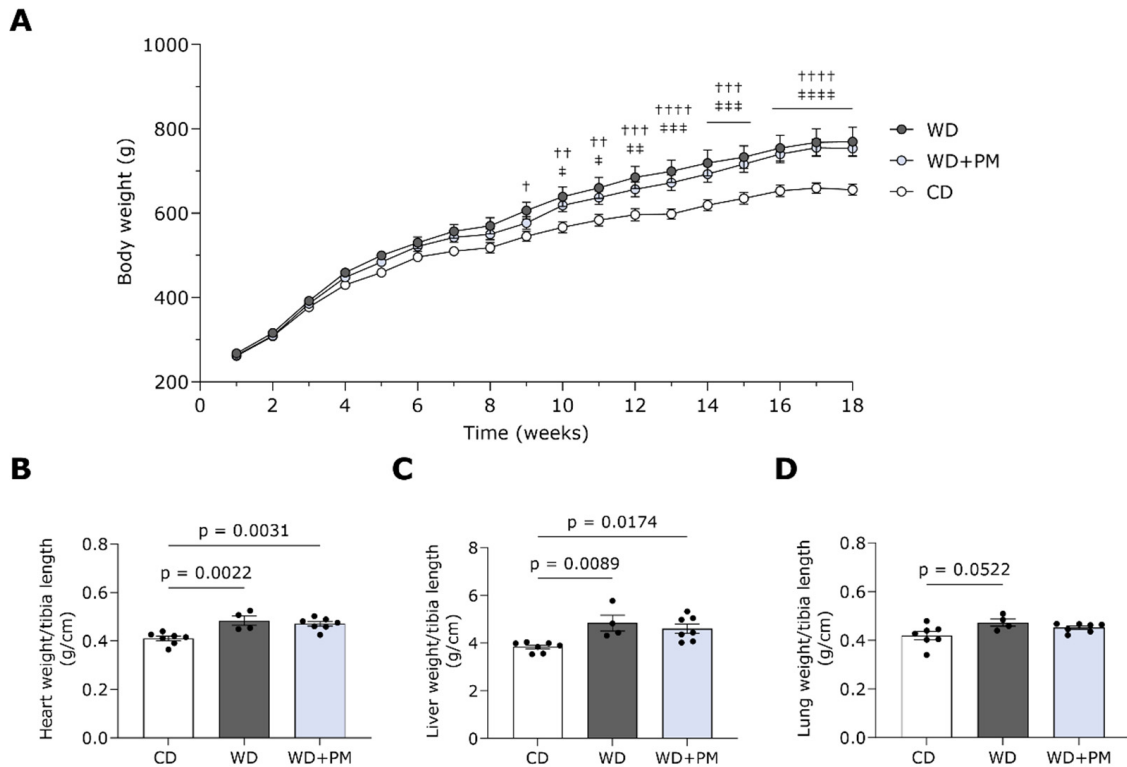 A
1000
800
600
400
200
Body weight (g)
†
††
‡
††
‡
†††
‡‡
††††
‡‡‡
†††
‡‡‡
††††
‡‡‡‡
WD
WD+PM
CD
0 2 4 6 8 10 12 14 16 18
Time (weeks)
B
Heart weight/tibia length
(g/cm)
0.8
0.6
0.4
0.2
0.0
p = 0.0031
p = 0.0022
CD WD WD+PM
C
Liver weight/tibia length
(g/cm)
8
6
4
2
0
p = 0.0174
p = 0.0089
CD WD WD+PM
D
Lung weight/tibia length
(g/cm)
0.8
0.6
0.4
0.2
0.0
p = 0.0522
CD WD WD+PM